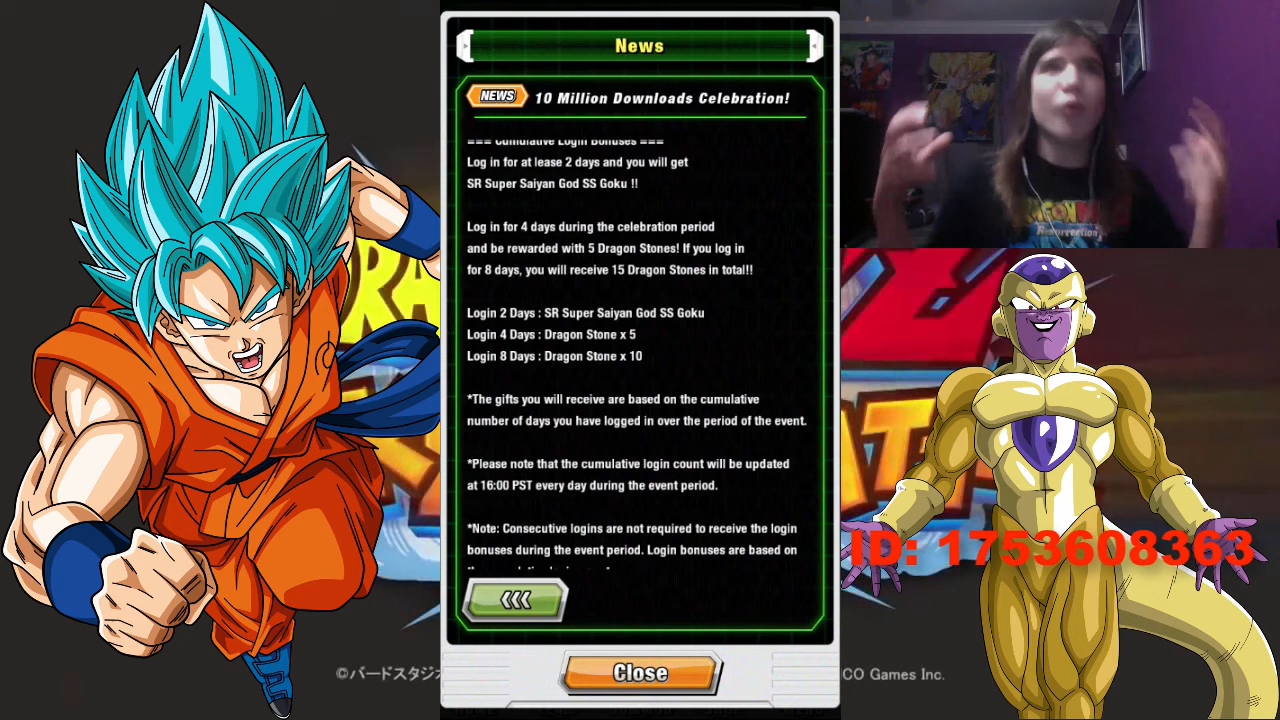 News
NEWS 10 Million Downloads Celebration!
=== Cumulative Login Bonuses ===
Log in for at lease 2 days and you will get
SR Super Saiyan God SS Goku !!
Log in for 4 days during the celebration period
and be rewarded with 5 Dragon Stones! If you log in
for 8 days, you will receive 15 Dragon Stones in total!!
Login 2 Days : SR Super Saiyan God SS Goku
Login 4 Days : Dragon Stone x 5
Login 8 Days : Dragon Stone x 10
*The gifts you will receive are based on the cumulative
number of days you have logged in over the period of the event.
*Please note that the cumulative login count will be updated
at 16:00 PST every day during the event period.
*Note: Consecutive logins are not required to receive the login
bonuses during the event period. Login bonuses are based on
Close
ID: 1753608363
©バードスタジ
CO Games Inc.
Resurrection